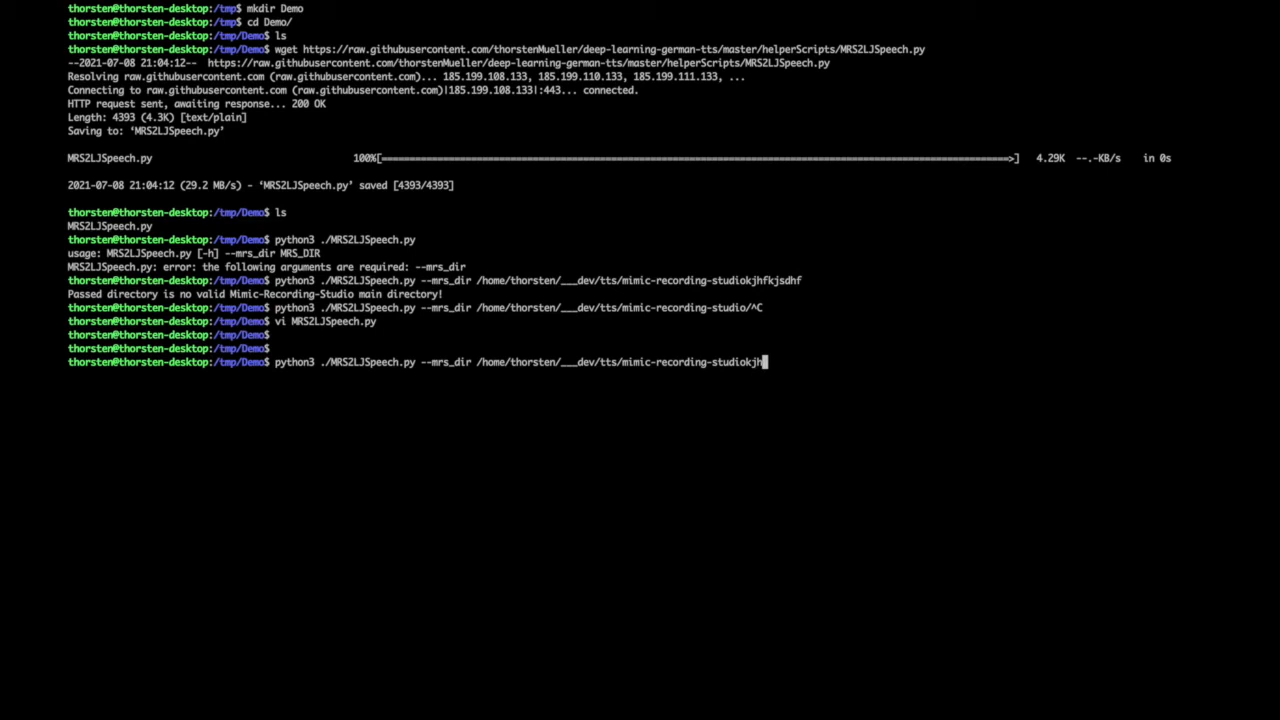 thorsten@thorsten-desktop:/tmp$ mkdir Demo
thorsten@thorsten-desktop:/tmp$ cd Demo/
thorsten@thorsten-desktop:/tmp/Demo$ ls
thorsten@thorsten-desktop:/tmp/Demo$ wget https://raw.githubusercontent.com/thorstenMueller/deep-learning-german-tts/master/helperScripts/MRS2LJSpeech.py
--2021-07-08 21:04:12--  https://raw.githubusercontent.com/thorstenMueller/deep-learning-german-tts/master/helperScripts/MRS2LJSpeech.py
Resolving raw.githubusercontent.com (raw.githubusercontent.com)... 185.199.108.133, 185.199.110.133, 185.199.111.133, ...
Connecting to raw.githubusercontent.com (raw.githubusercontent.com)|185.199.108.133|:443... connected.
HTTP request sent, awaiting response... 200 OK
Length: 4393 (4.3K) [text/plain]
Saving to: ‘MRS2LJSpeech.py’
MRS2LJSpeech.py 100%[===================================================================================================>] 4.29K --.-KB/s in 0s
2021-07-08 21:04:12 (29.2 MB/s) - ‘MRS2LJSpeech.py’ saved [4393/4393]
thorsten@thorsten-desktop:/tmp/Demo$ ls
MRS2LJSpeech.py
thorsten@thorsten-desktop:/tmp/Demo$ python3 ./MRS2LJSpeech.py
usage: MRS2LJSpeech.py [-h] --mrs_dir MRS_DIR
MRS2LJSpeech.py: error: the following arguments are required: --mrs_dir
thorsten@thorsten-desktop:/tmp/Demo$ python3 ./MRS2LJSpeech.py --mrs_dir /home/thorsten/___dev/tts/mimic-recording-studiokjhfkjsdhf
Passed directory is no valid Mimic-Recording-Studio main directory!
thorsten@thorsten-desktop:/tmp/Demo$ python3 ./MRS2LJSpeech.py --mrs_dir /home/thorsten/___dev/tts/mimic-recording-studio/^C
thorsten@thorsten-desktop:/tmp/Demo$ vi MRS2LJSpeech.py
thorsten@thorsten-desktop:/tmp/Demo$
thorsten@thorsten-desktop:/tmp/Demo$
thorsten@thorsten-desktop:/tmp/Demo$ python3 ./MRS2LJSpeech.py --mrs_dir /home/thorsten/___dev/tts/mimic-recording-studiokjh